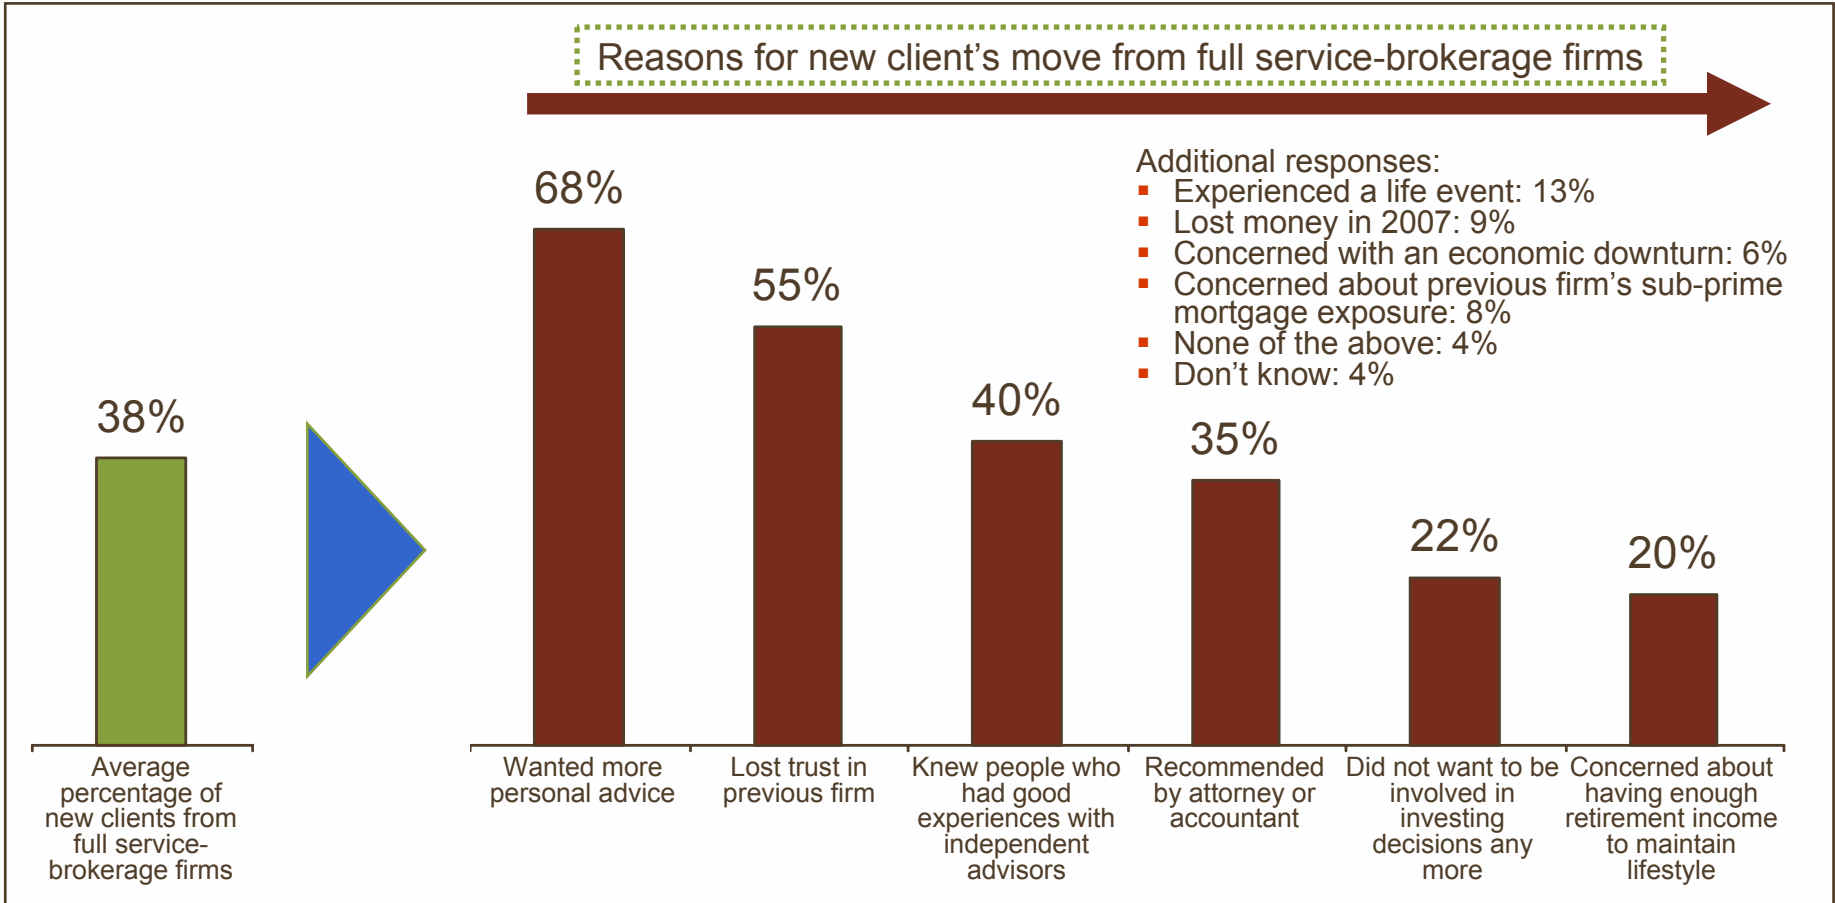 Reasons for new client's move from full service-brokerage firms
Additional responses:
▪ Experienced a life event: 13%
▪ Lost money in 2007: 9%
▪ Concerned with an economic downturn: 6%
▪ Concerned about previous firm's sub-prime
mortgage exposure: 8%
▪ None of the above: 4%
▪ Don't know: 4%
38%
68%
55%
40%
35%
22%
20%
Average
percentage of
new clients from
full service-
brokerage firms
Wanted more
personal advice
Lost trust in
previous firm
Knew people who
had good
experiences with
independent
advisors
Recommended
by attorney or
accountant
Did not want to be
involved in
investing
decisions any
more
Concerned about
having enough
retirement income
to maintain
lifestyle